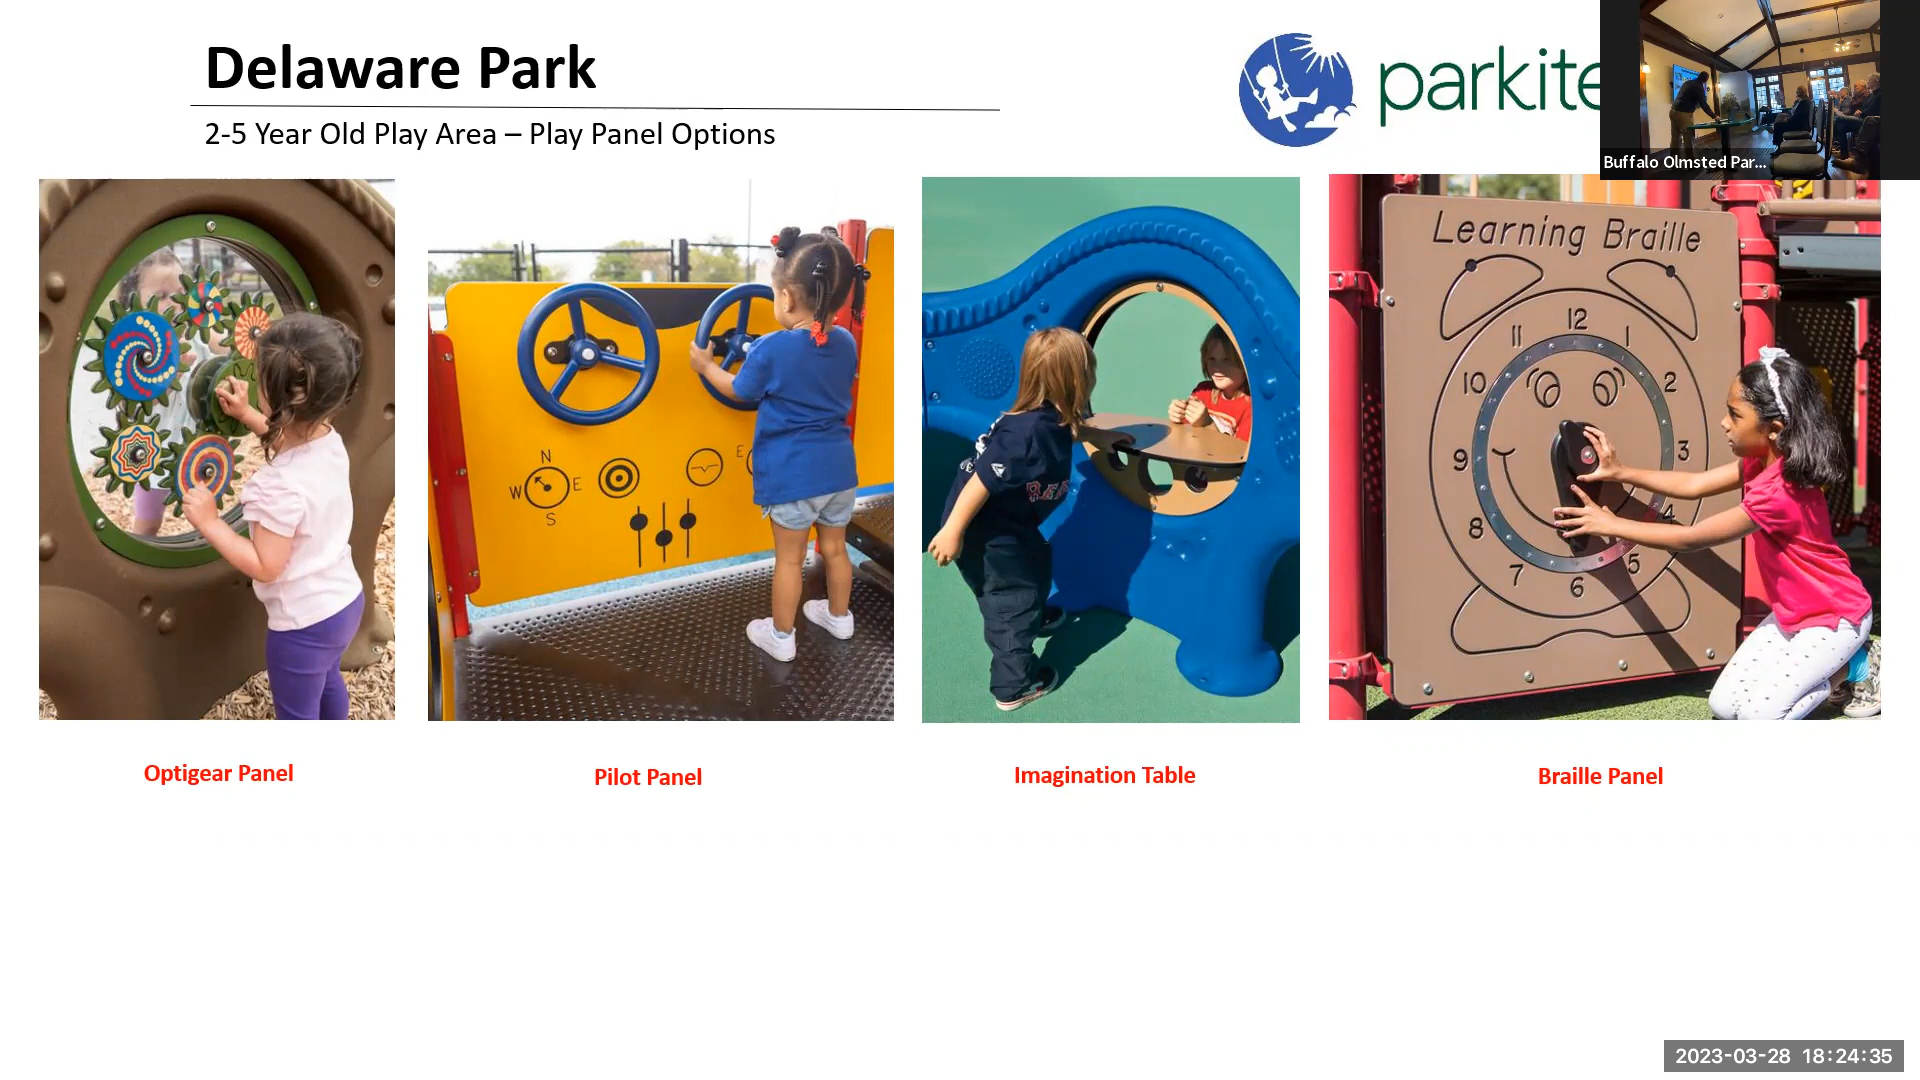 Delaware Park
2-5 Year Old Play Area – Play Panel Options
parkite
Buffalo Olmsted Par...
N
W E
S
E
Learning Braille
12
11 1
10 2
9 3
8 4
7 5
6
Optigear Panel
Pilot Panel
Imagination Table
Braille Panel
2023-03-28 18:24:35